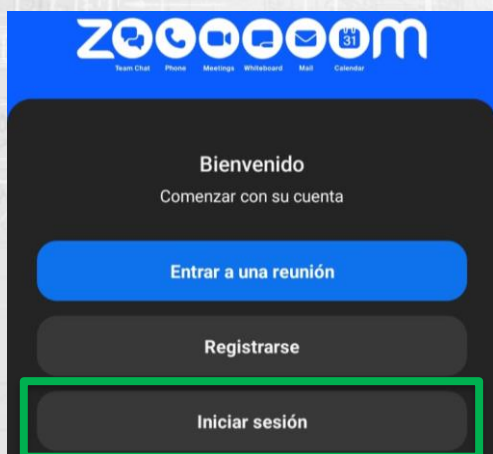 zoooooom
Team Chat Phone Meetings Whiteboard Mail Calendar
31
Bienvenido
Comenzar con su cuenta
Entrar a una reunión
Registrarse
Iniciar sesión